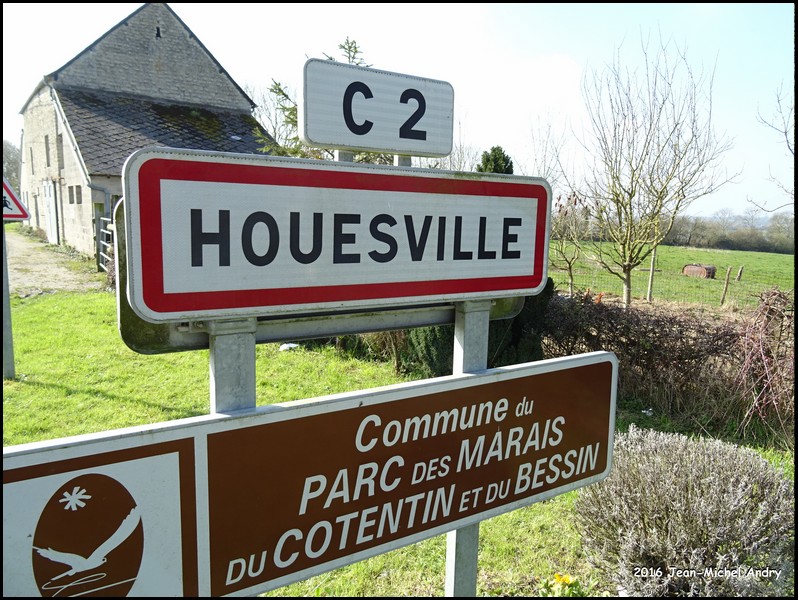 C 2
HOUESVILLE
Commune du
PARC DES MARAIS
DU COTENTIN ET DU BESSIN
2016 Jean-Michel Andry